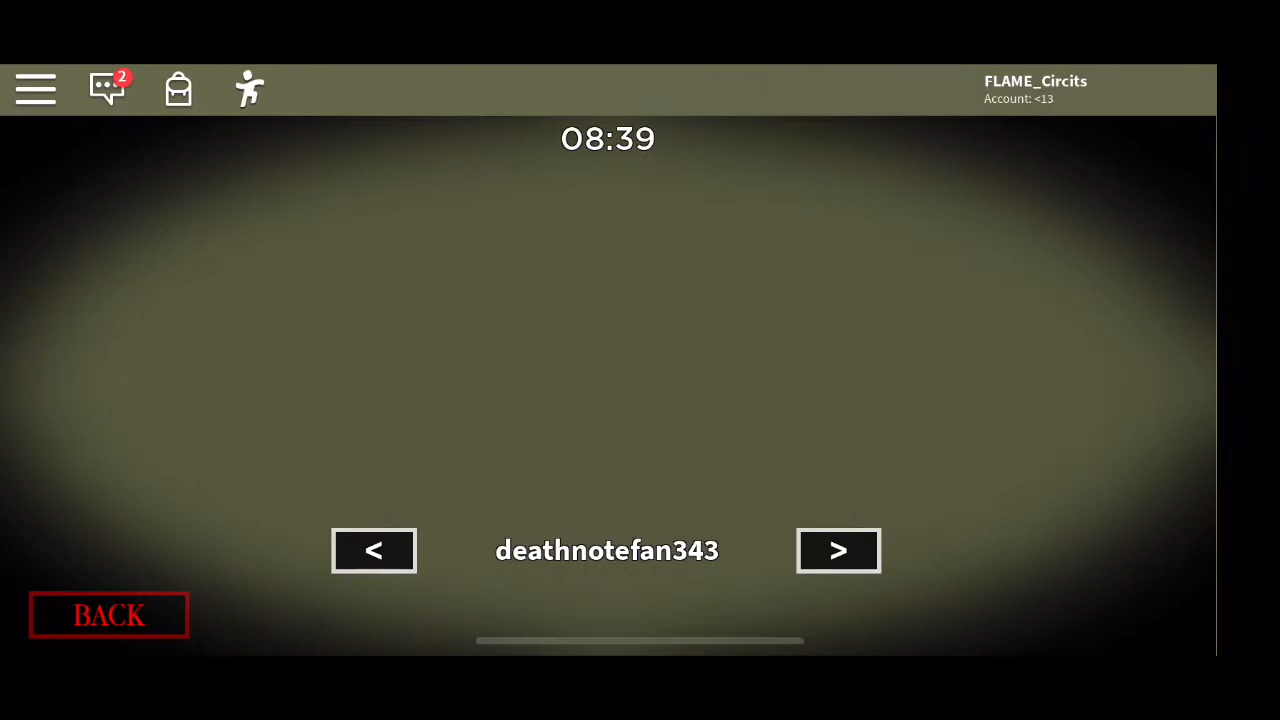 2
FLAME_Circits
Account: <13
08:39
<
deathnotefan343
>
BACK